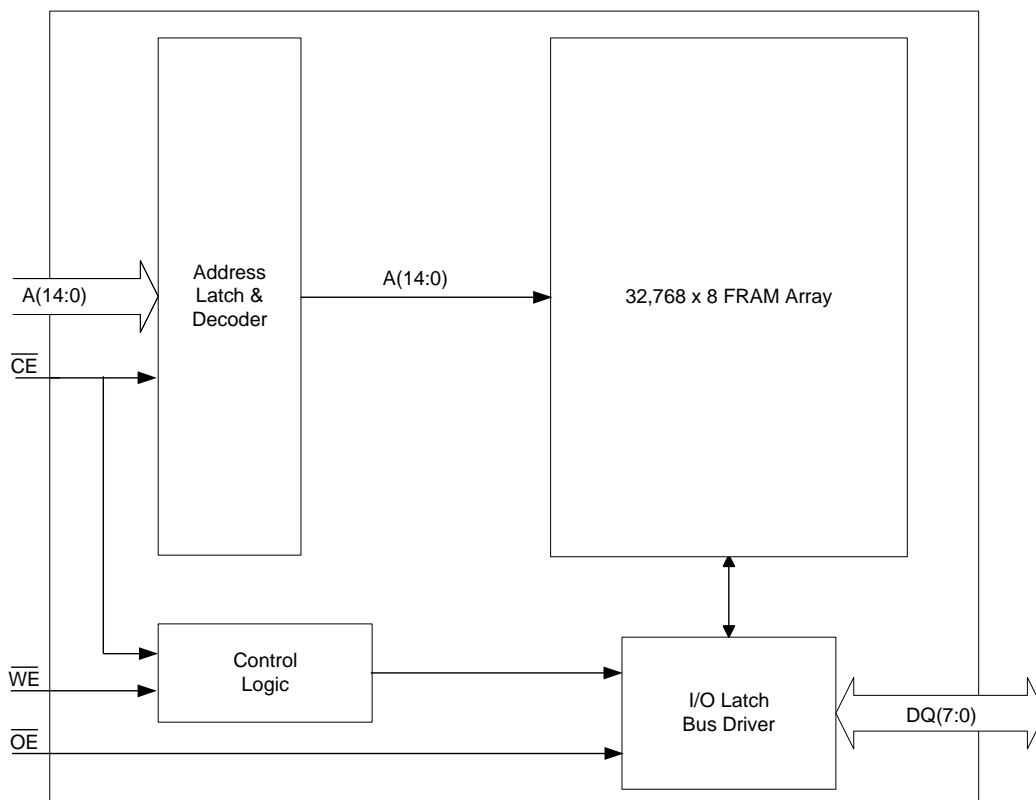 A(14:0)
CE
Address
Latch &
Decoder
A(14:0)
32,768 x 8 FRAM Array
WE
OE
Control
Logic
I/O Latch
Bus Driver
DQ(7:0)